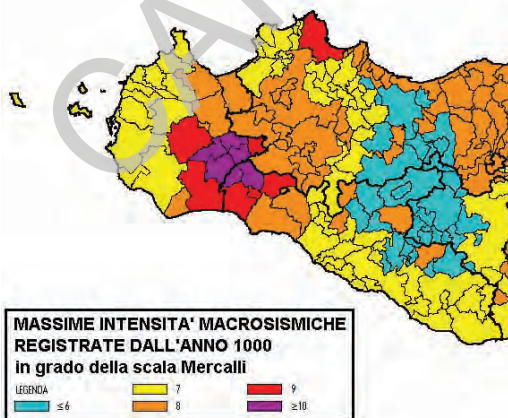 MASSIME INTENSITA' MACROSISMICHE
REGISTRATE DALL'ANNO 1000
in grado della scala Mercalli
LEGENDA
7 9
≤6 8 ≥10